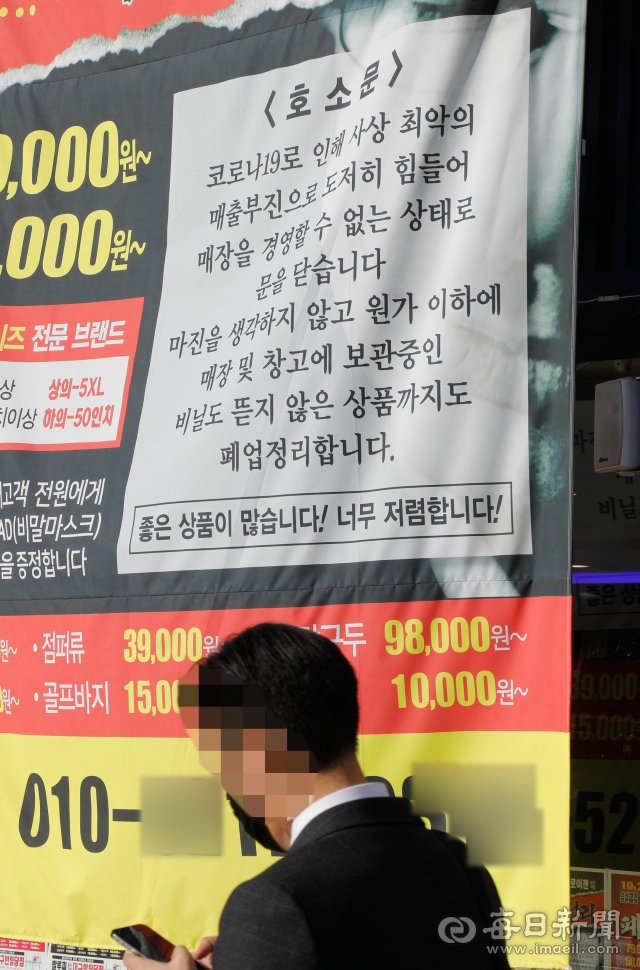 <호소문>
코로나19로 인해 사상 최악의
매출부진으로 도저히 힘들어
매장을 경영할 수 없는 상태로
문을 닫습니다
마진을 생각하지 않고 원가 이하에
매장 및 창고에 보관중인
비닐도 뜯지 않은 상품까지도
폐업정리합니다.
좋은 상품이 많습니다! 너무 저렴합니다!
,000원~
,000원~
전문 브랜드
상의-5XL
하의-50인치
고객 전원에게
AD(비말마스크)
을 증정합니다
원~ ·점퍼류 39,000원 구두 98,000원~
원~ ·골프바지 15,00 10,000원~
010-
52
每日新聞
www.imaeil.com